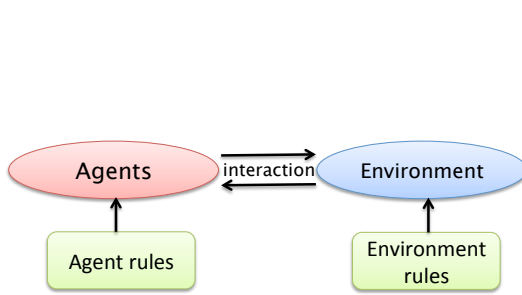 Agents
interaction
Environment
Agent rules
Environment
rules